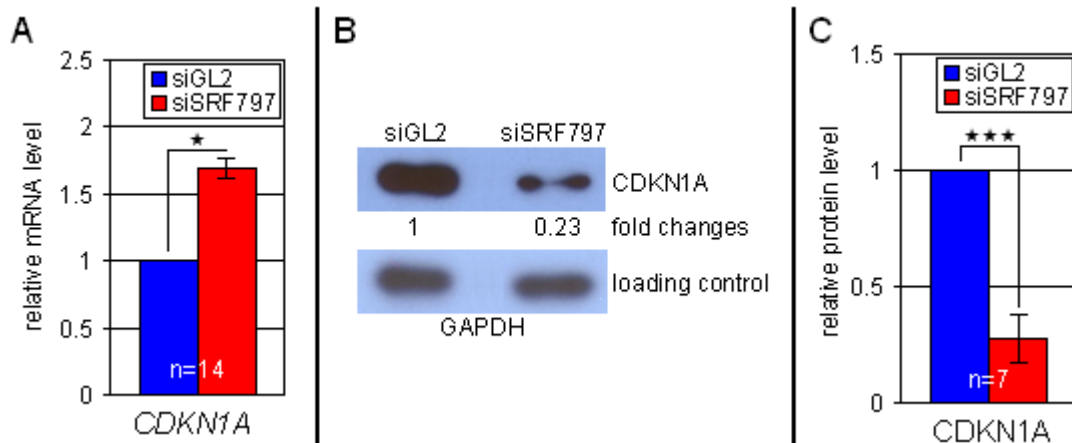 A
2.5
2
1.5
1
0.5
0
relative mRNA level
siGL2
siSRF797
★
n=14
CDKN1A
B
siGL2 siSRF797
CDKN1A
1 0.23 fold changes
loading control
GAPDH
C
1.5
1
0.5
0
relative protein level
siGL2
siSRF797
★★★
n=7
CDKN1A